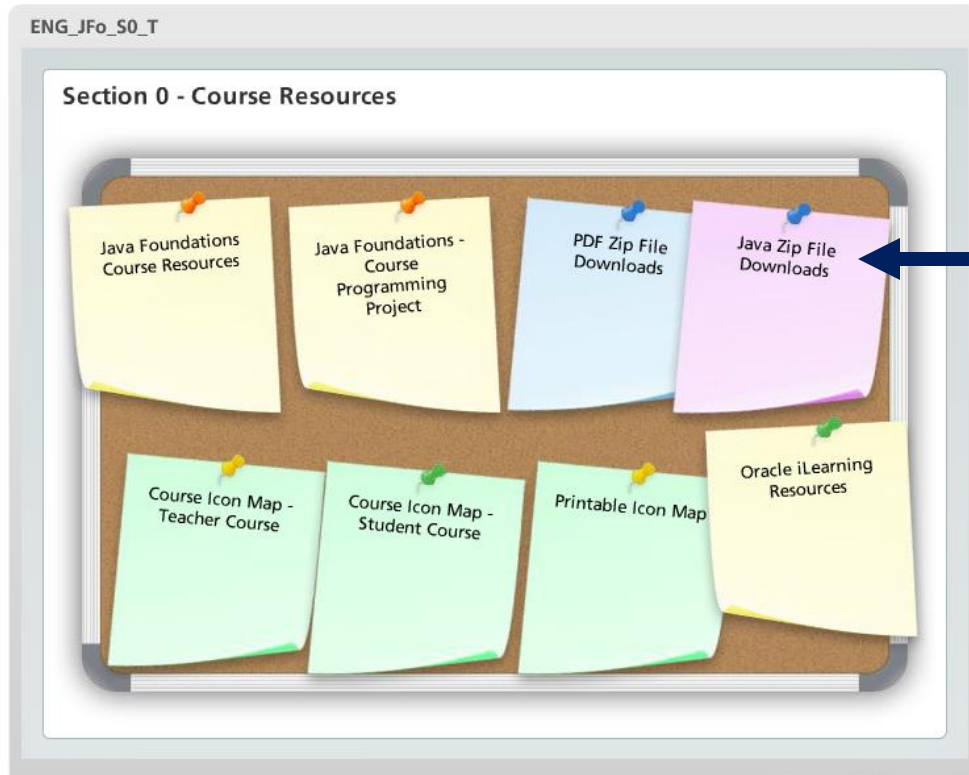 ENG_JFo_S0_T
Section 0 - Course Resources
Java Foundations
Course Resources
Java Foundations -
Course
Programming
Project
PDF Zip File
Downloads
Java Zip File
Downloads
Course Icon Map -
Teacher Course
Course Icon Map -
Student Course
Printable Icon Map
Oracle iLearning
Resources